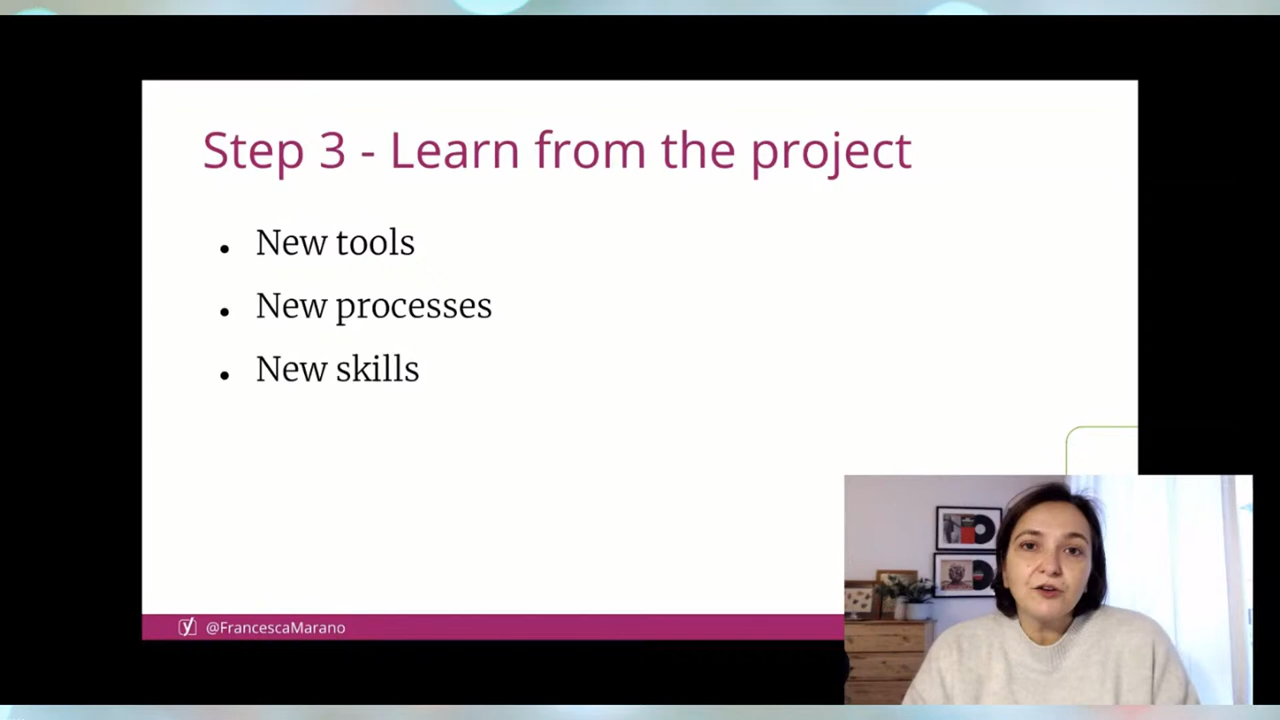 Step 3 - Learn from the project
• New tools
• New processes
• New skills
@FrancescaMarano